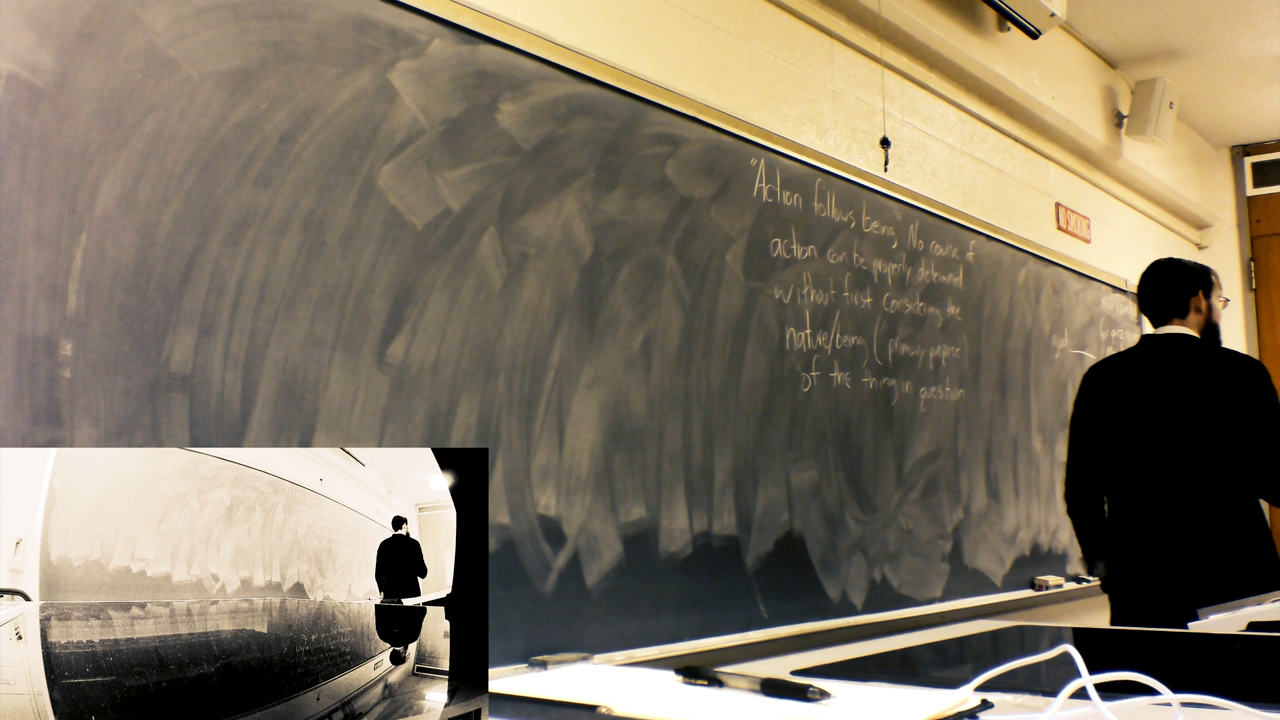 "Action follows being. No course of
action can be properly determined
without first considering the
nature/being (primary purpose)
of the thing in question
NO SMOKING
god